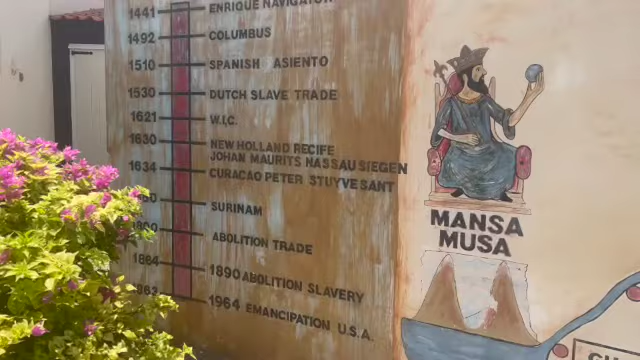 1441 ENRIQUE NAVIGATOR
1492 COLUMBUS
1510 SPANISH ASIENTO
1530 DUTCH SLAVE TRADE
1621 W.I.C.
1630 NEW HOLLAND RECIFE
JOHAN MAURITS NASSAU SIEGEN
1634 CURACAO PETER STUYVESANT
SURINAM
ABOLITION TRADE
1864 1890 ABOLITION SLAVERY
1964 EMANCIPATION U.S.A.
MANSA
MUSA